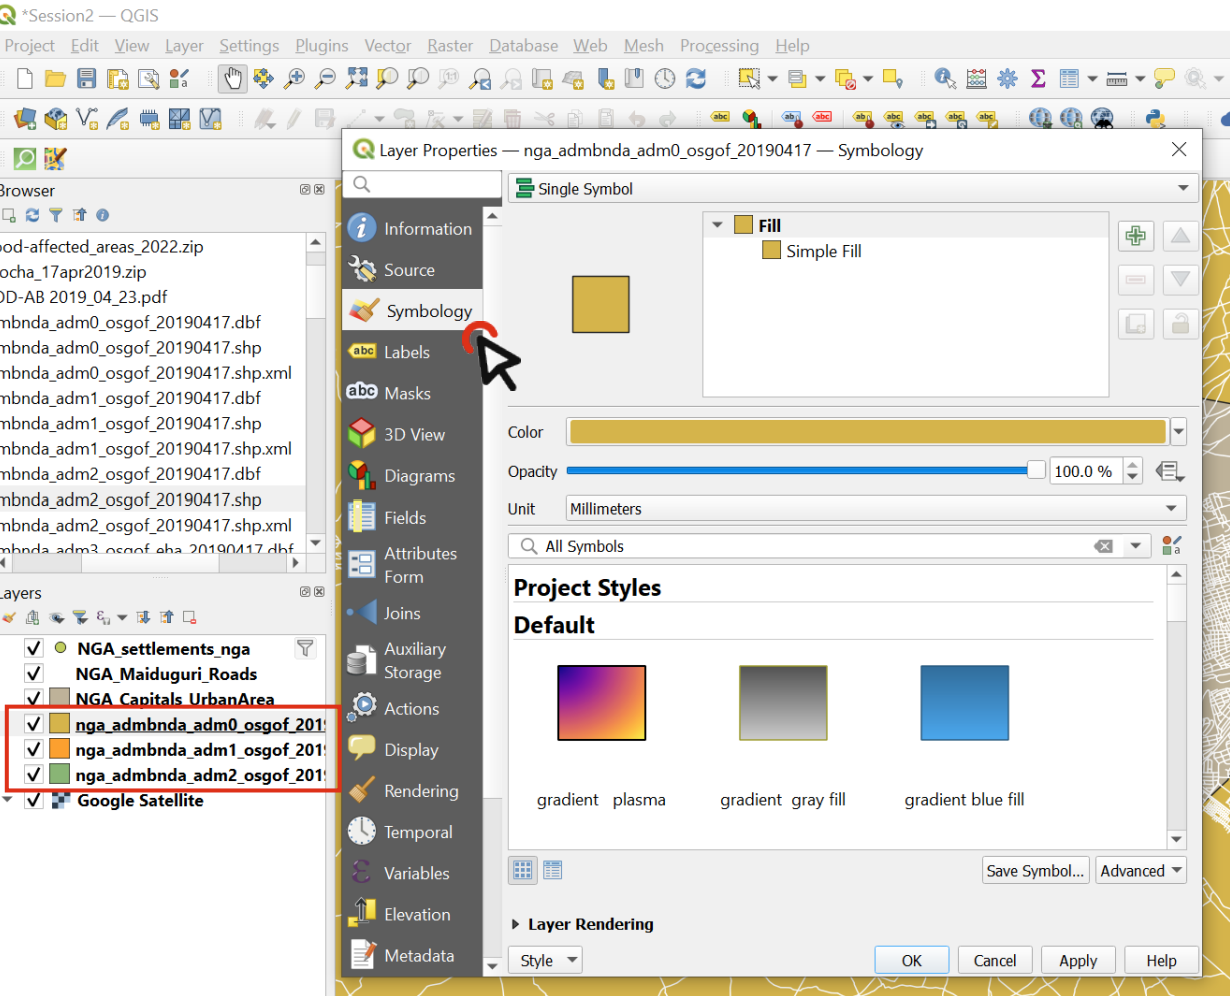 *Session2 — QGIS
Project Edit View Layer Settings Plugins Vector Raster Database Web Mesh Processing Help
Layer Properties — nga_admbnda_adm0_osgof_20190417 — Symbology
Browser
ood-affected_areas_2022.zip
ocha_17apr2019.zip
OD-AB 2019_04_23.pdf
mbnda_adm0_osgof_20190417.dbf
mbnda_adm0_osgof_20190417.shp
mbnda_adm0_osgof_20190417.shp.xml
mbnda_adm1_osgof_20190417.dbf
mbnda_adm1_osgof_20190417.shp
mbnda_adm1_osgof_20190417.shp.xml
mbnda_adm2_osgof_20190417.dbf
mbnda_adm2_osgof_20190417.shp
mbnda_adm2_osgof_20190417.shp.xml
mbnda_adm3_osgof_eha_20190417.dbf
Layers
NGA_settlements_nga
NGA_Maiduguri_Roads
NGA_Capitals_UrbanArea
nga_admbnda_adm0_osgof_201
nga_admbnda_adm1_osgof_201
nga_admbnda_adm2_osgof_201
Google Satellite
Information
Source
Symbology
abc Labels
abc Masks
3D View
Diagrams
Fields
Attributes
Form
Joins
Auxiliary
Storage
Actions
Display
Rendering
Temporal
Variables
Elevation
Metadata
Single Symbol
Fill
Simple Fill
Color
Opacity 100.0 %
Unit Millimeters
All Symbols
Project Styles
Default
gradient plasma
gradient gray fill
gradient blue fill
Save Symbol...
Advanced
Layer Rendering
Style
OK
Cancel
Apply
Help